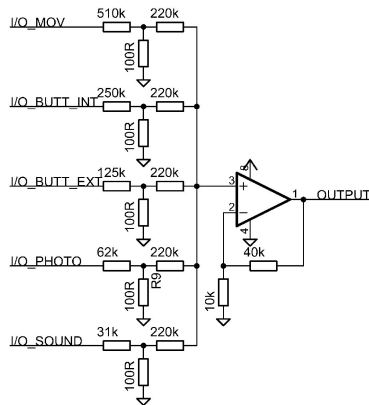 I/O_MOV 510k 220k
100R
I/O_BUTT_INT 250k 220k
100R
I/O_BUTT_EXT 125k 220k
100R
3 + 8 1 OUTPUT
2 − 4
I/O_PHOTO 62k 220k
100R R9
40k
10k
I/O_SOUND 31k 220k
100R